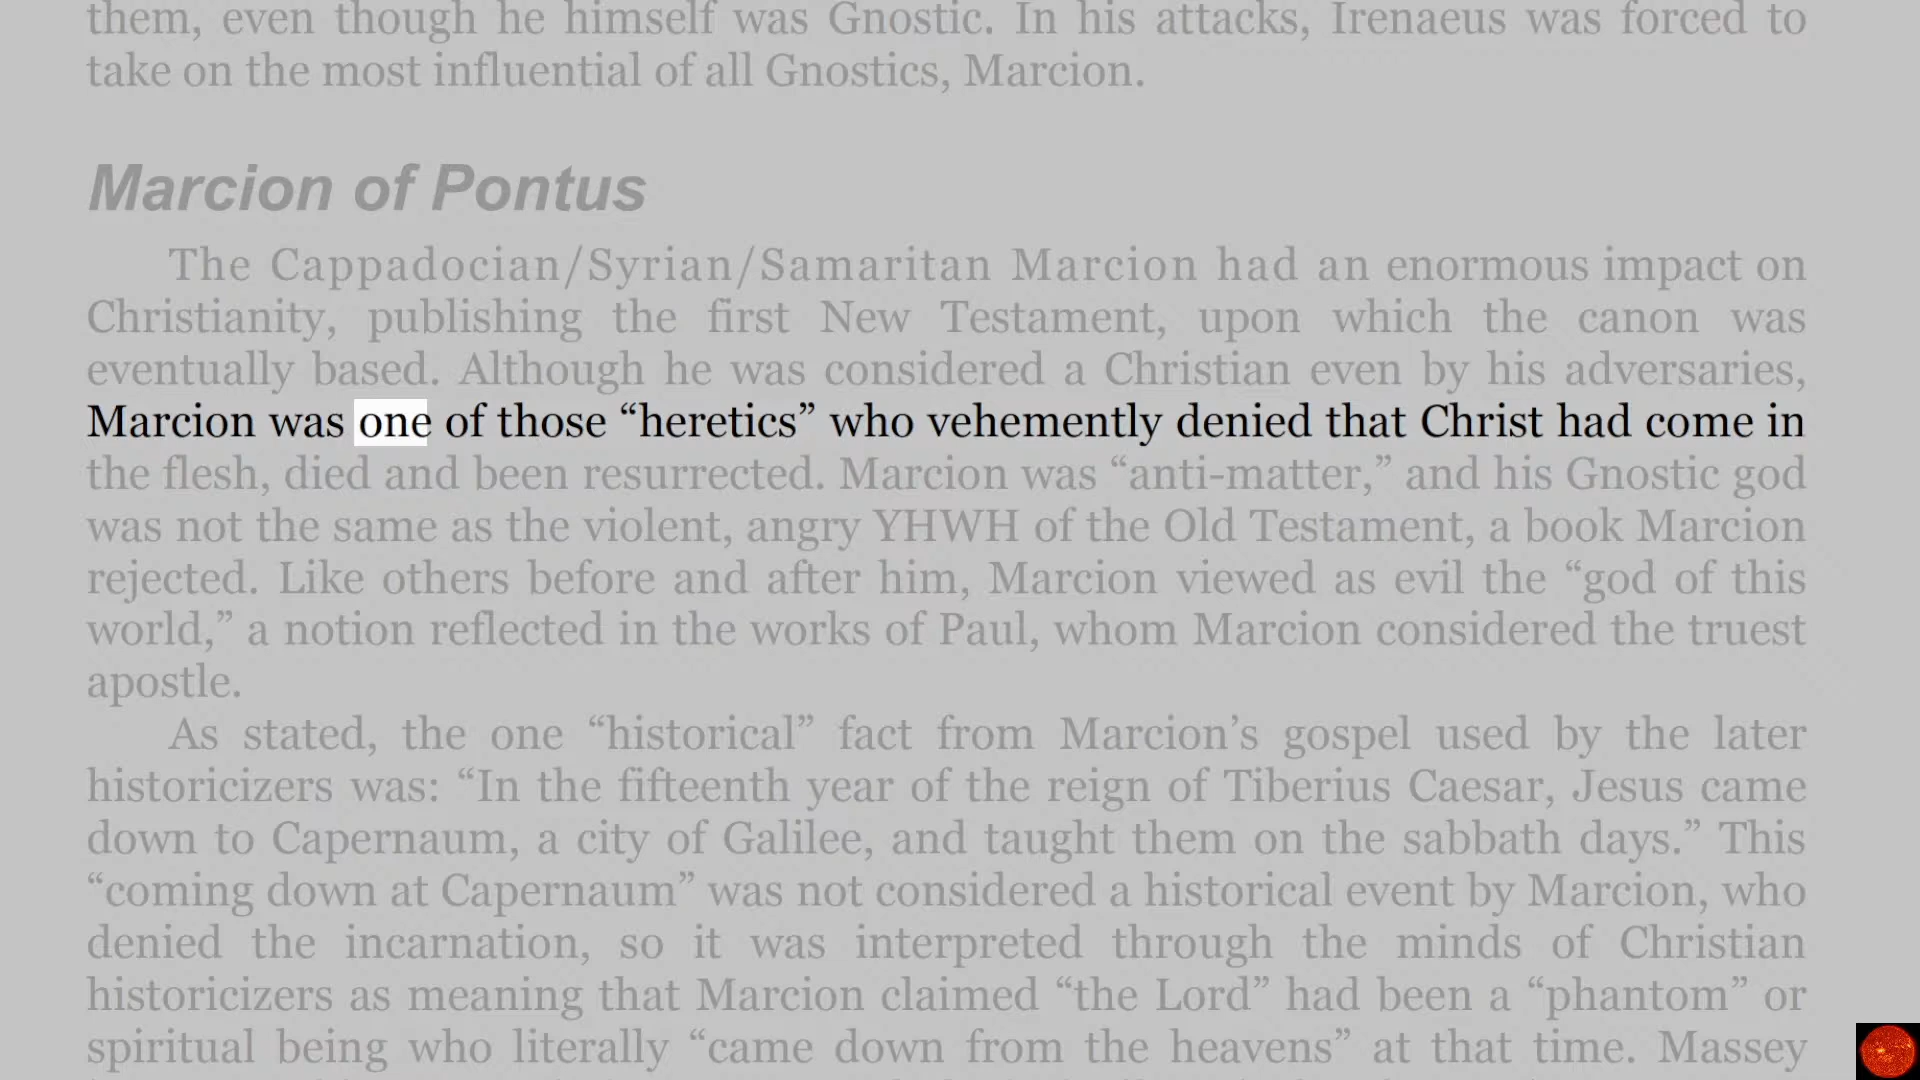 them, even though he himself was Gnostic. In his attacks, Irenaeus was forced to
take on the most influential of all Gnostics, Marcion.
Marcion of Pontus
The Cappadocian/Syrian/Samaritan Marcion had an enormous impact on
Christianity, publishing the first New Testament, upon which the canon was
eventually based. Although he was considered a Christian even by his adversaries,
Marcion was one of those “heretics” who vehemently denied that Christ had come in
the flesh, died and been resurrected. Marcion was “anti-matter,” and his Gnostic god
was not the same as the violent, angry YHWH of the Old Testament, a book Marcion
rejected. Like others before and after him, Marcion viewed as evil the “god of this
world,” a notion reflected in the works of Paul, whom Marcion considered the truest
apostle.
As stated, the one “historical” fact from Marcion’s gospel used by the later
historicizers was: “In the fifteenth year of the reign of Tiberius Caesar, Jesus came
down to Capernaum, a city of Galilee, and taught them on the sabbath days.” This
“coming down at Capernaum” was not considered a historical event by Marcion, who
denied the incarnation, so it was interpreted through the minds of Christian
historicizers as meaning that Marcion claimed “the Lord” had been a “phantom” or
spiritual being who literally “came down from the heavens” at that time. Massey